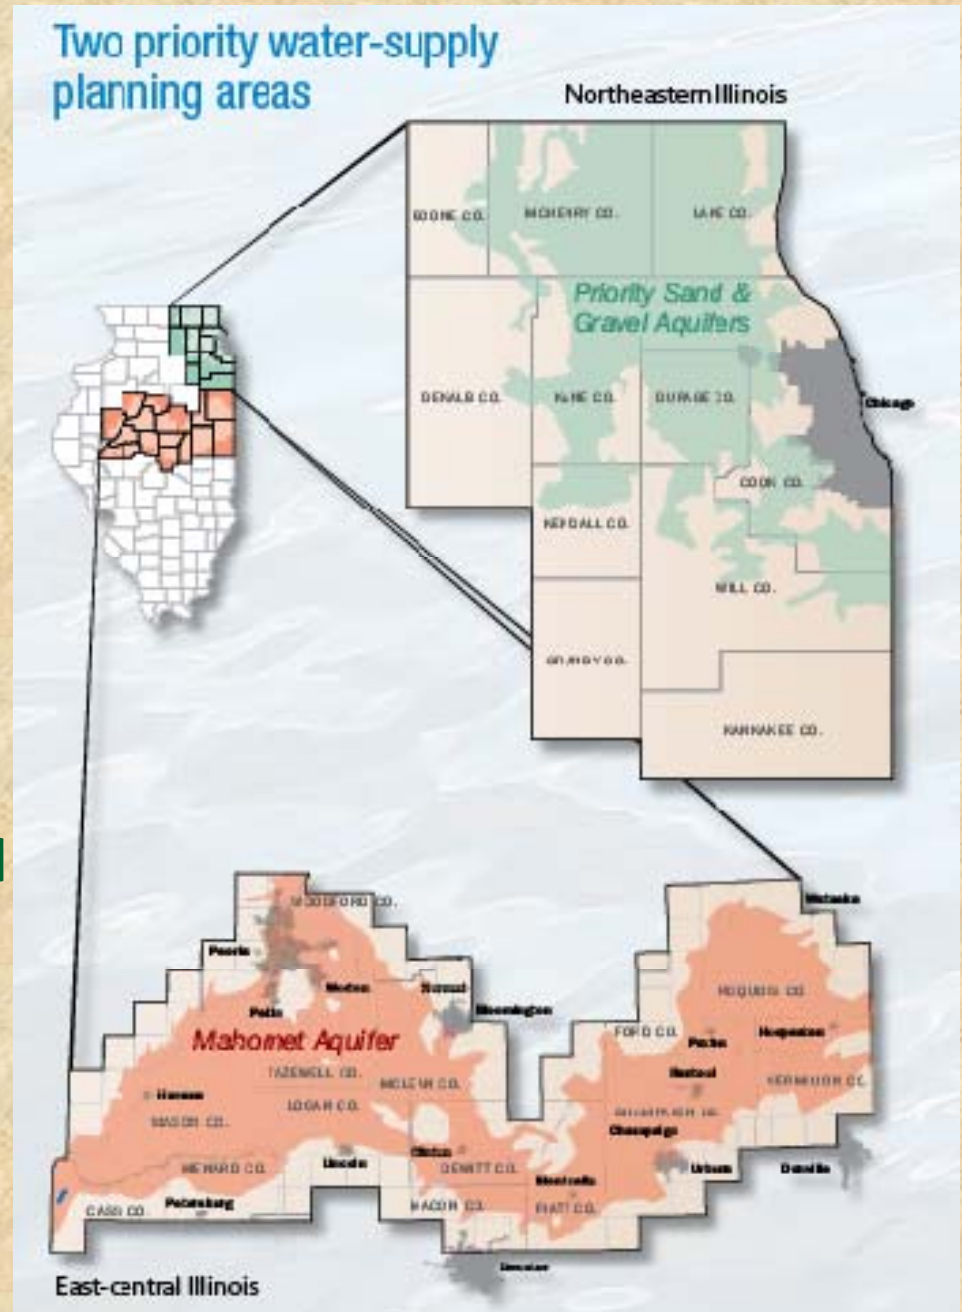 Two priority water-supply
planning areas
Northeastern Illinois
BOONE CO.
MCHENRY CO.
LAKE CO.
Priority Sand &
Gravel Aquifers
DEKALB CO.
KANE CO.
DUPAGE CO.
Chicago
COOK CO.
KENDALL CO.
WILL CO.
GRUNDY CO.
KANKAKEE CO.
WOODFORD CO.
Watseka
Peoria
Morton
Normal
IROQUOIS CO.
Pekin
Bloomington
FORD CO.
Hoopeston
Mahomet Aquifer
Paxton
TAZEWELL CO.
MCLEAN CO.
Rantoul
VERMILION CO.
Havana
LOGAN CO.
MASON CO.
CHAMPAIGN CO.
Champaign
Clinton
MENARD CO.
Lincoln
DEWITT CO.
Urbana
Danville
Monticello
CASS CO.
Petersburg
MACON CO.
PIATT CO.
Decatur
East-central Illinois